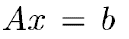 Ax = b